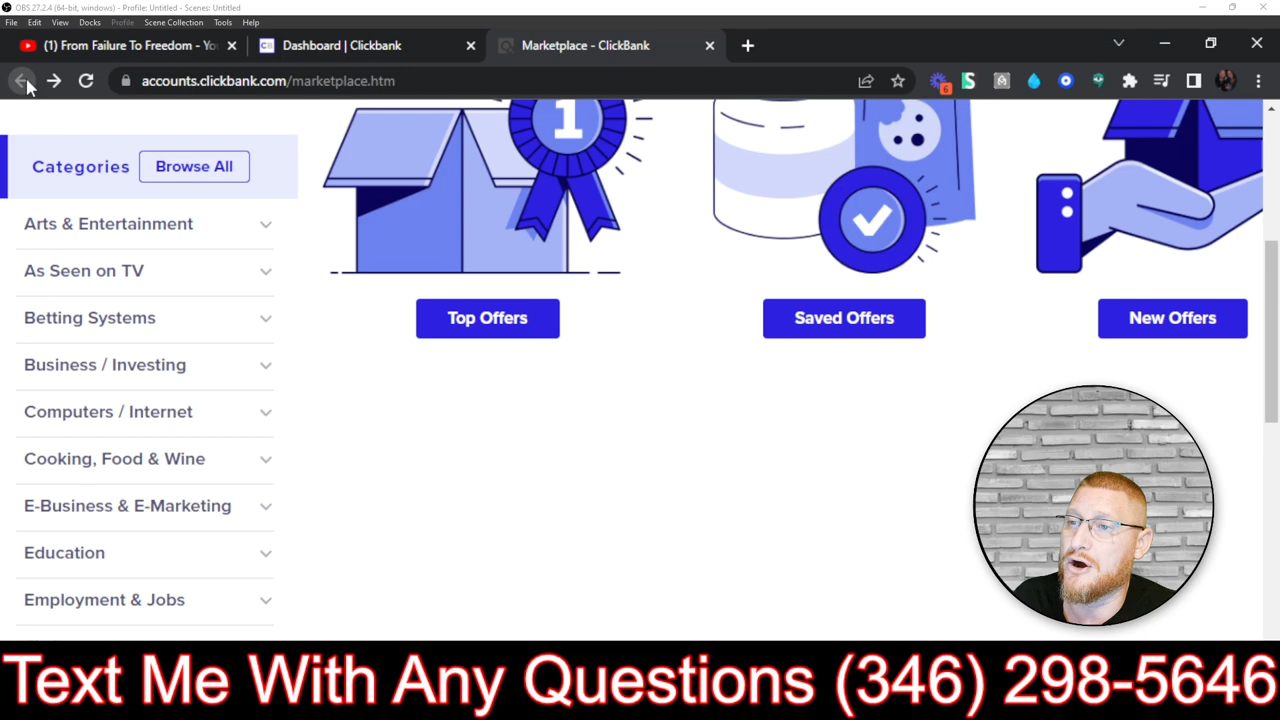 OBS 27.2.4 (64-bit, windows) - Profile: Untitled - Scenes: Untitled
File Edit View Docks Profile Scene Collection Tools Help
(1) From Failure To Freedom - Yo
Dashboard | Clickbank
Marketplace - ClickBank
accounts.clickbank.com/marketplace.htm
6
1
Categories Browse All
Arts & Entertainment
As Seen on TV
Betting Systems
Top Offers Saved Offers New Offers
Business / Investing
Computers / Internet
Cooking, Food & Wine
E-Business & E-Marketing
Education
Employment & Jobs
Text Me With Any Questions (346) 298-5646